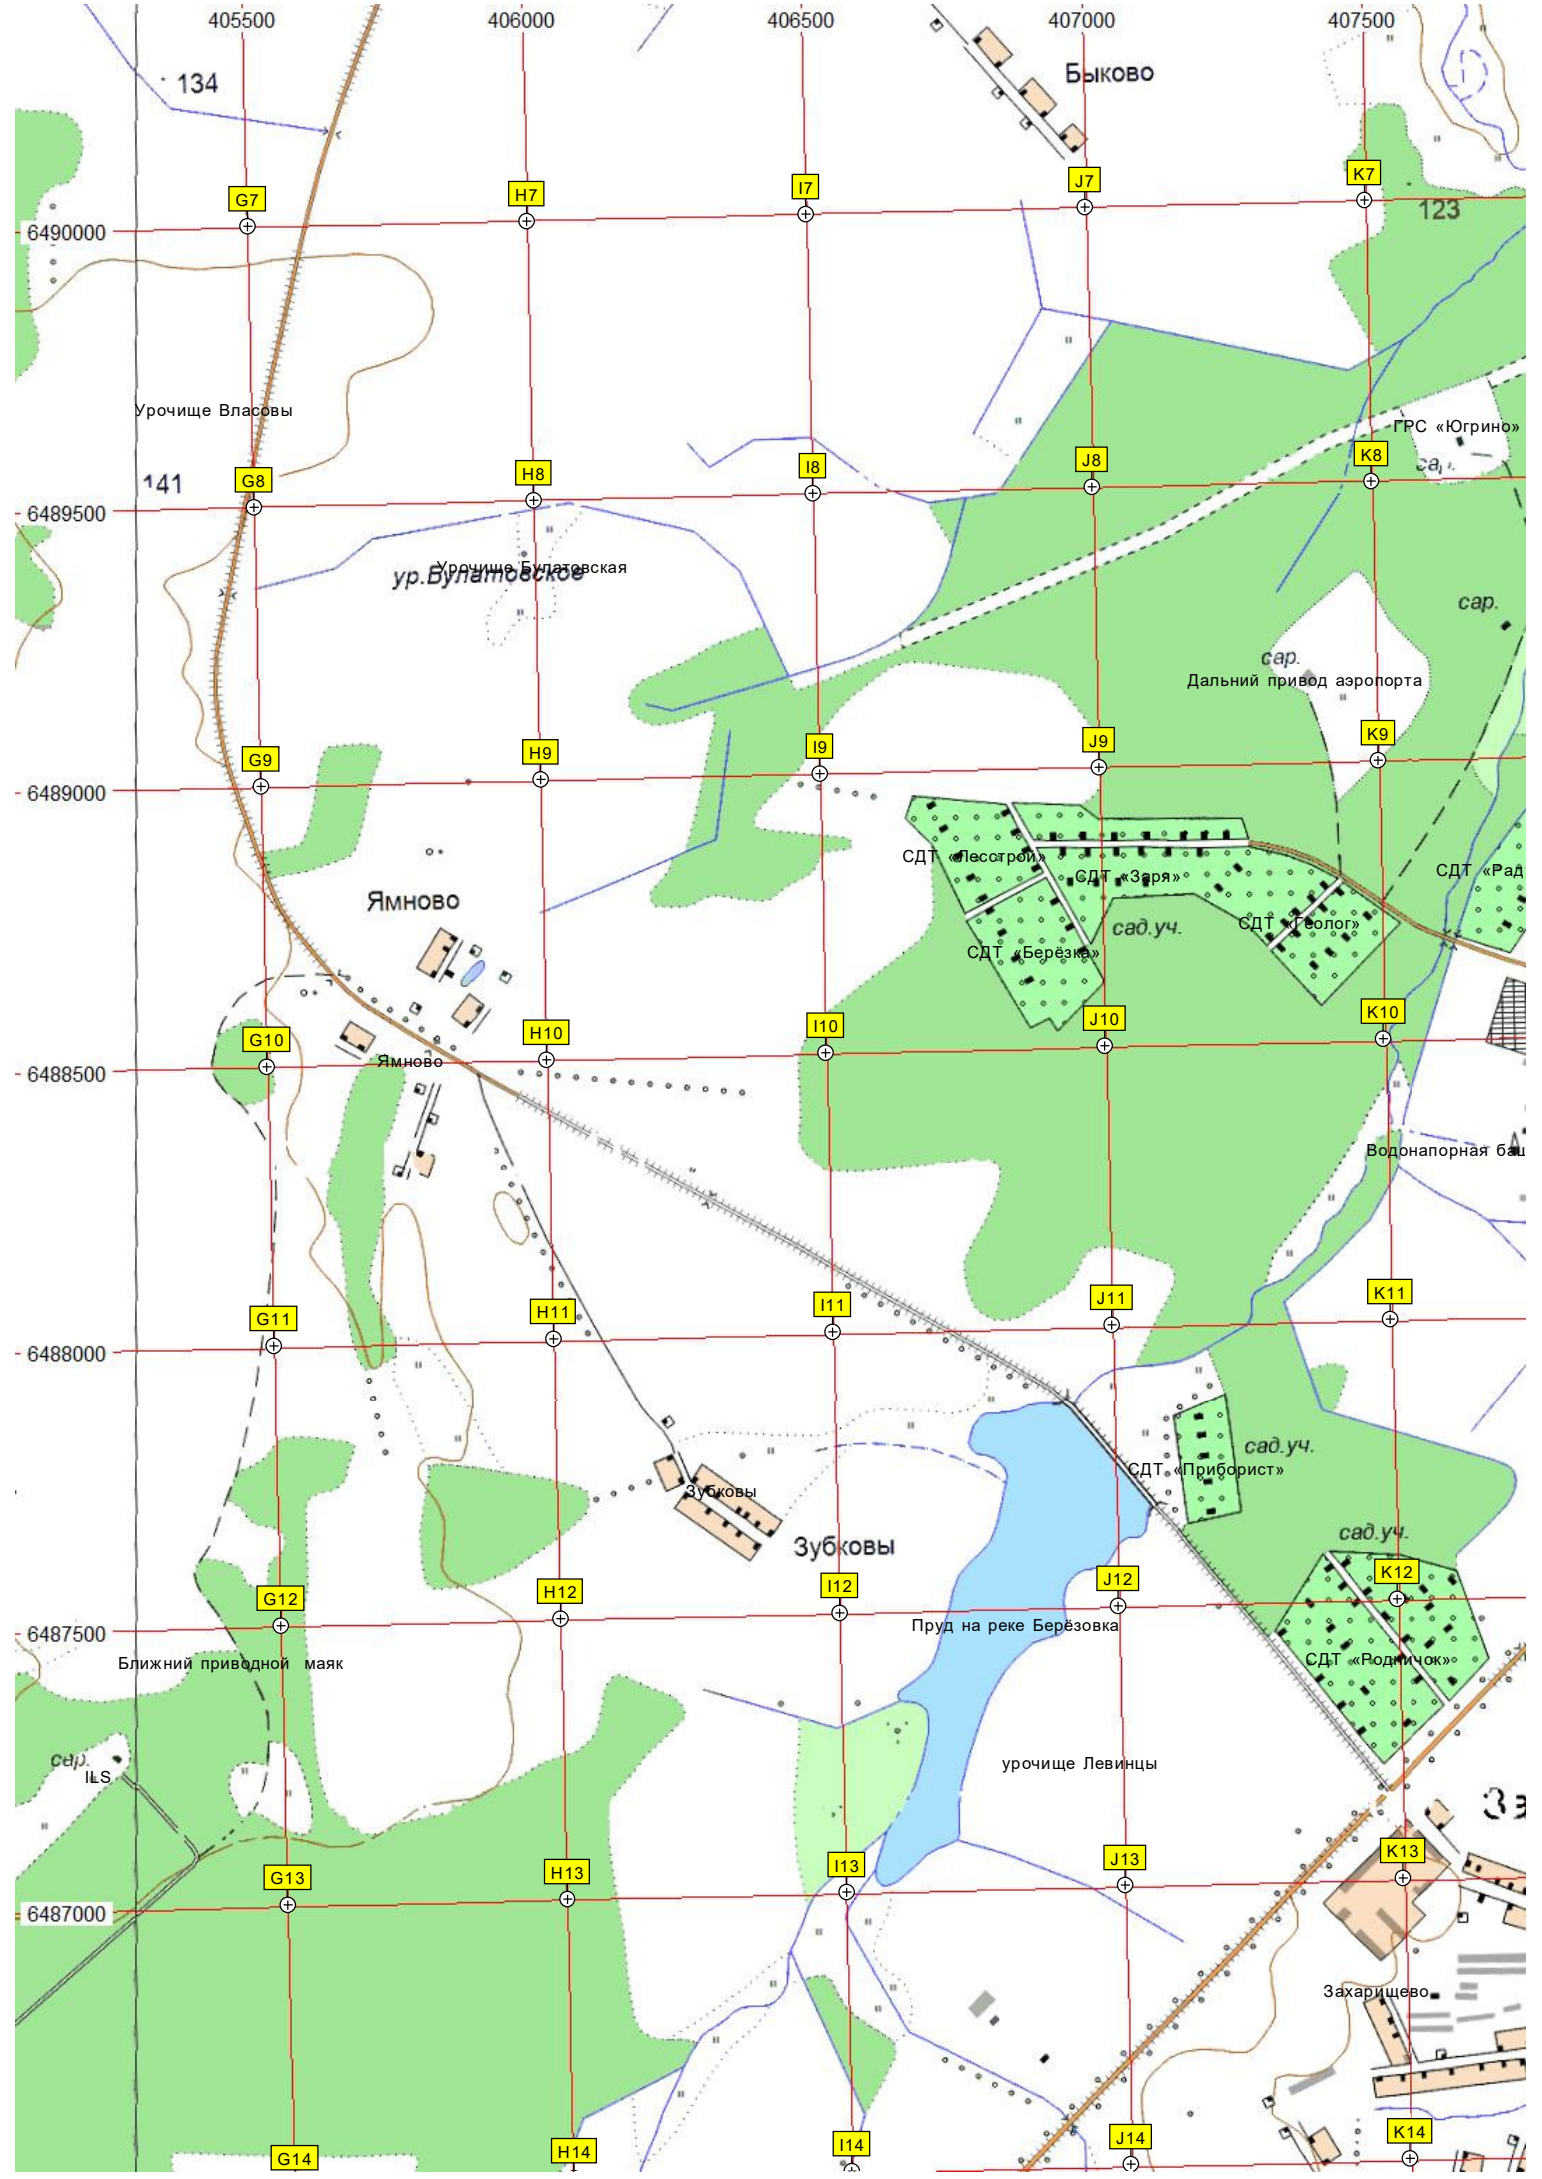 405500 406000 406500 407000 407500
Быково
134
G7 H7 I7 J7 K7
123
6490000
Урочище Власовы
ГРС «Югрино»
G8 H8 I8 J8 K8
141
6489500
Урочище Булатовская
ур.Булатовское
сар.
сар.
Дальний привод аэропорта
G9 H9 I9 J9 K9
6489000
СДТ «Лесстрой»
СДТ «Заря»
СДТ «Рад
Ямново
СДТ «Геолог»
сад.уч.
СДТ «Берёзка»
G10 H10 I10 J10 K10
Ямново
6488500
Водонапорная баш
G11 H11 I11 J11 K11
6488000
сад.уч.
СДТ «Приборист»
Зубковы
Зубковы
сад.уч.
G12 H12 I12 J12 K12
Пруд на реке Берёзовка
6487500
Ближний приводной маяк
СДТ «Родничок»
сар.
ILS
урочище Левинцы
За
G13 H13 I13 J13 K13
6487000
Захарищево
G14 H14 I14 J14 K14